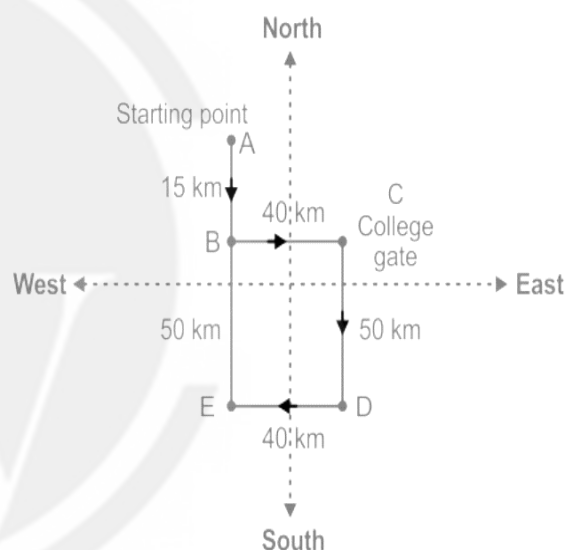 North
Starting point
A
15 km
40 km
C
College
gate
B
West
East
50 km
50 km
E
D
40 km
South